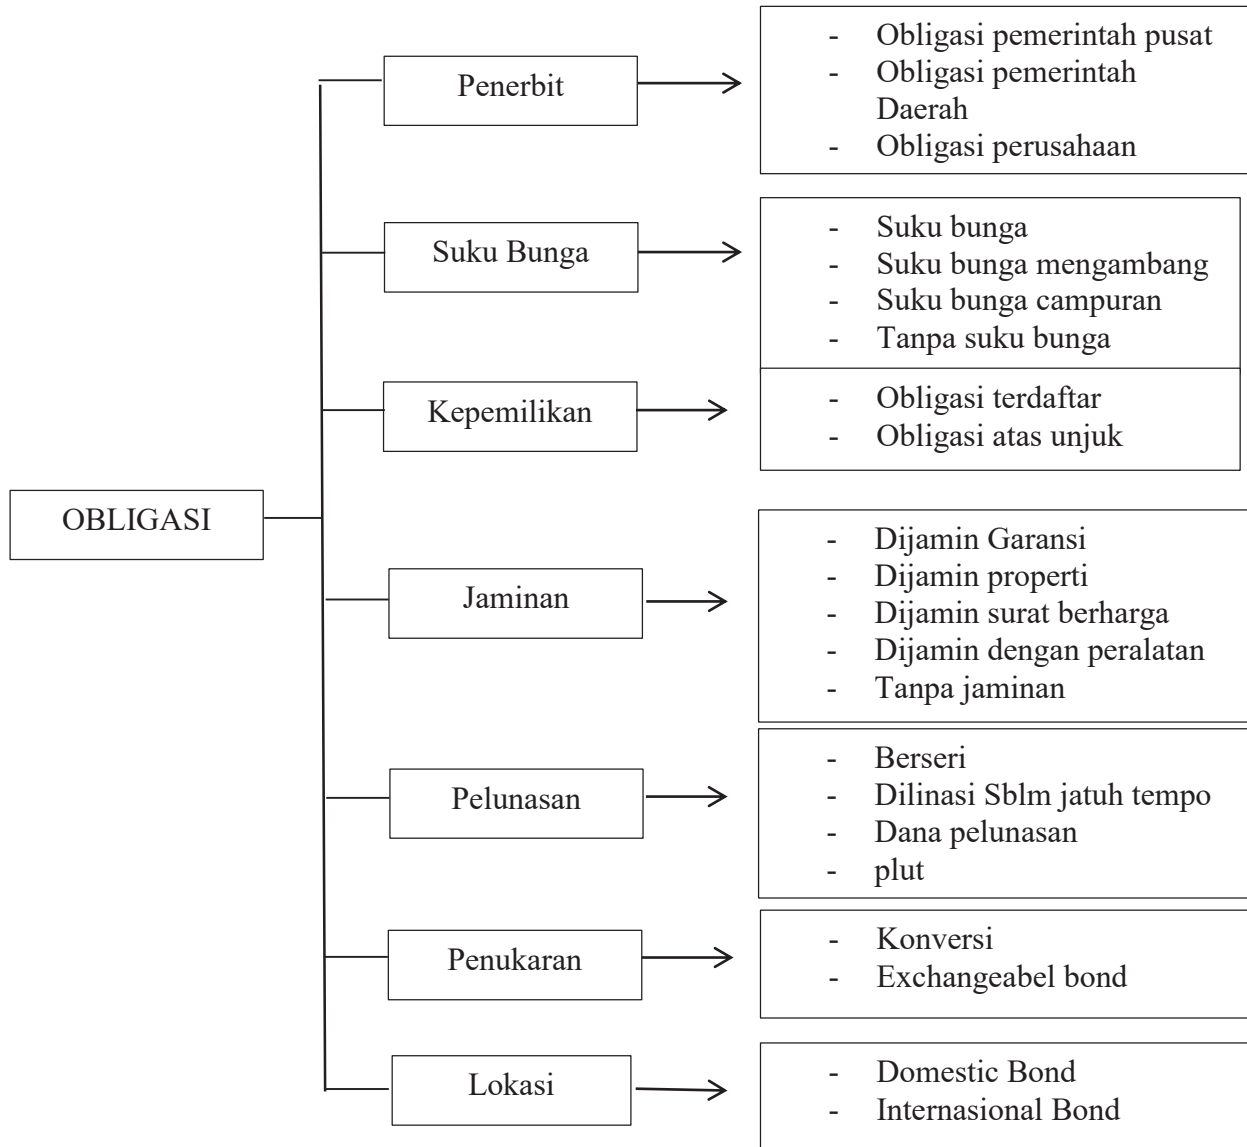 OBLIGASI
Penerbit
- Obligasi pemerintah pusat
- Obligasi pemerintah
Daerah
- Obligasi perusahaan
Suku Bunga
- Suku bunga
- Suku bunga mengambang
- Suku bunga campuran
- Tanpa suku bunga
Kepemilikan
- Obligasi terdaftar
- Obligasi atas unjuk
Jaminan
- Dijamin Garansi
- Dijamin properti
- Dijamin surat berharga
- Dijamin dengan peralatan
- Tanpa jaminan
Pelunasan
- Berseri
- Dilinasi Sblm jatuh tempo
- Dana pelunasan
- plut
Penukaran
- Konversi
- Exchangeabel bond
Lokasi
- Domestic Bond
- Internasional Bond